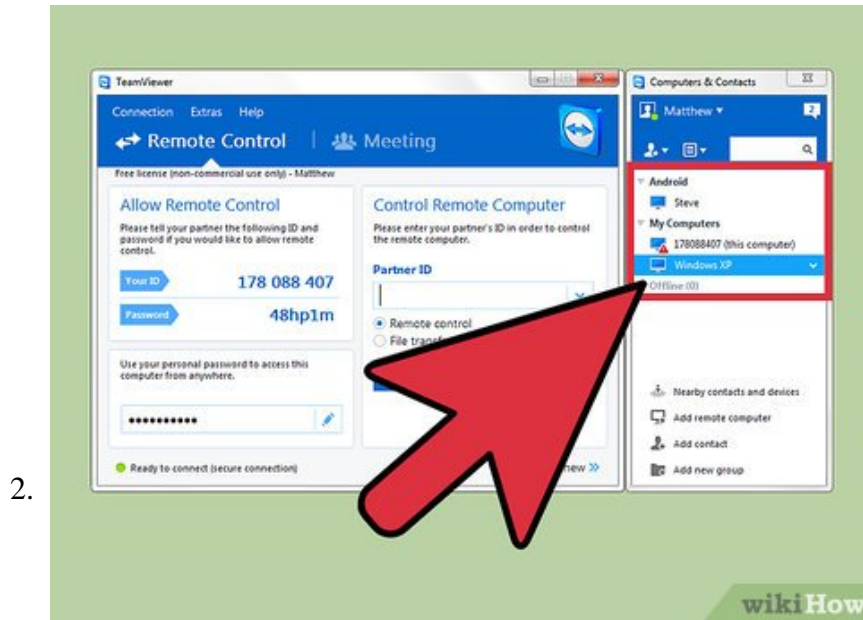 TeamViewer
Connection Extras Help
Remote Control
Meeting
Free license (non-commercial use only) - Matthew
Allow Remote Control
Please tell your partner the following ID and
password if you would like to allow remote
control.
Your ID
178 088 407
Password
48hp1m
Use your personal password to access this
computer from anywhere.
Ready to connect (secure connection)
Control Remote Computer
Please enter your partner's ID in order to control
the remote computer.
Partner ID
Remote control
Computers & Contacts
Matthew
2
Android
Steve
My Computers
178088407 (this computer)
Windows XP
Offline (0)
Nearby contacts and devices
Add remote computer
Add contact
Add new group
2.
wikiHow